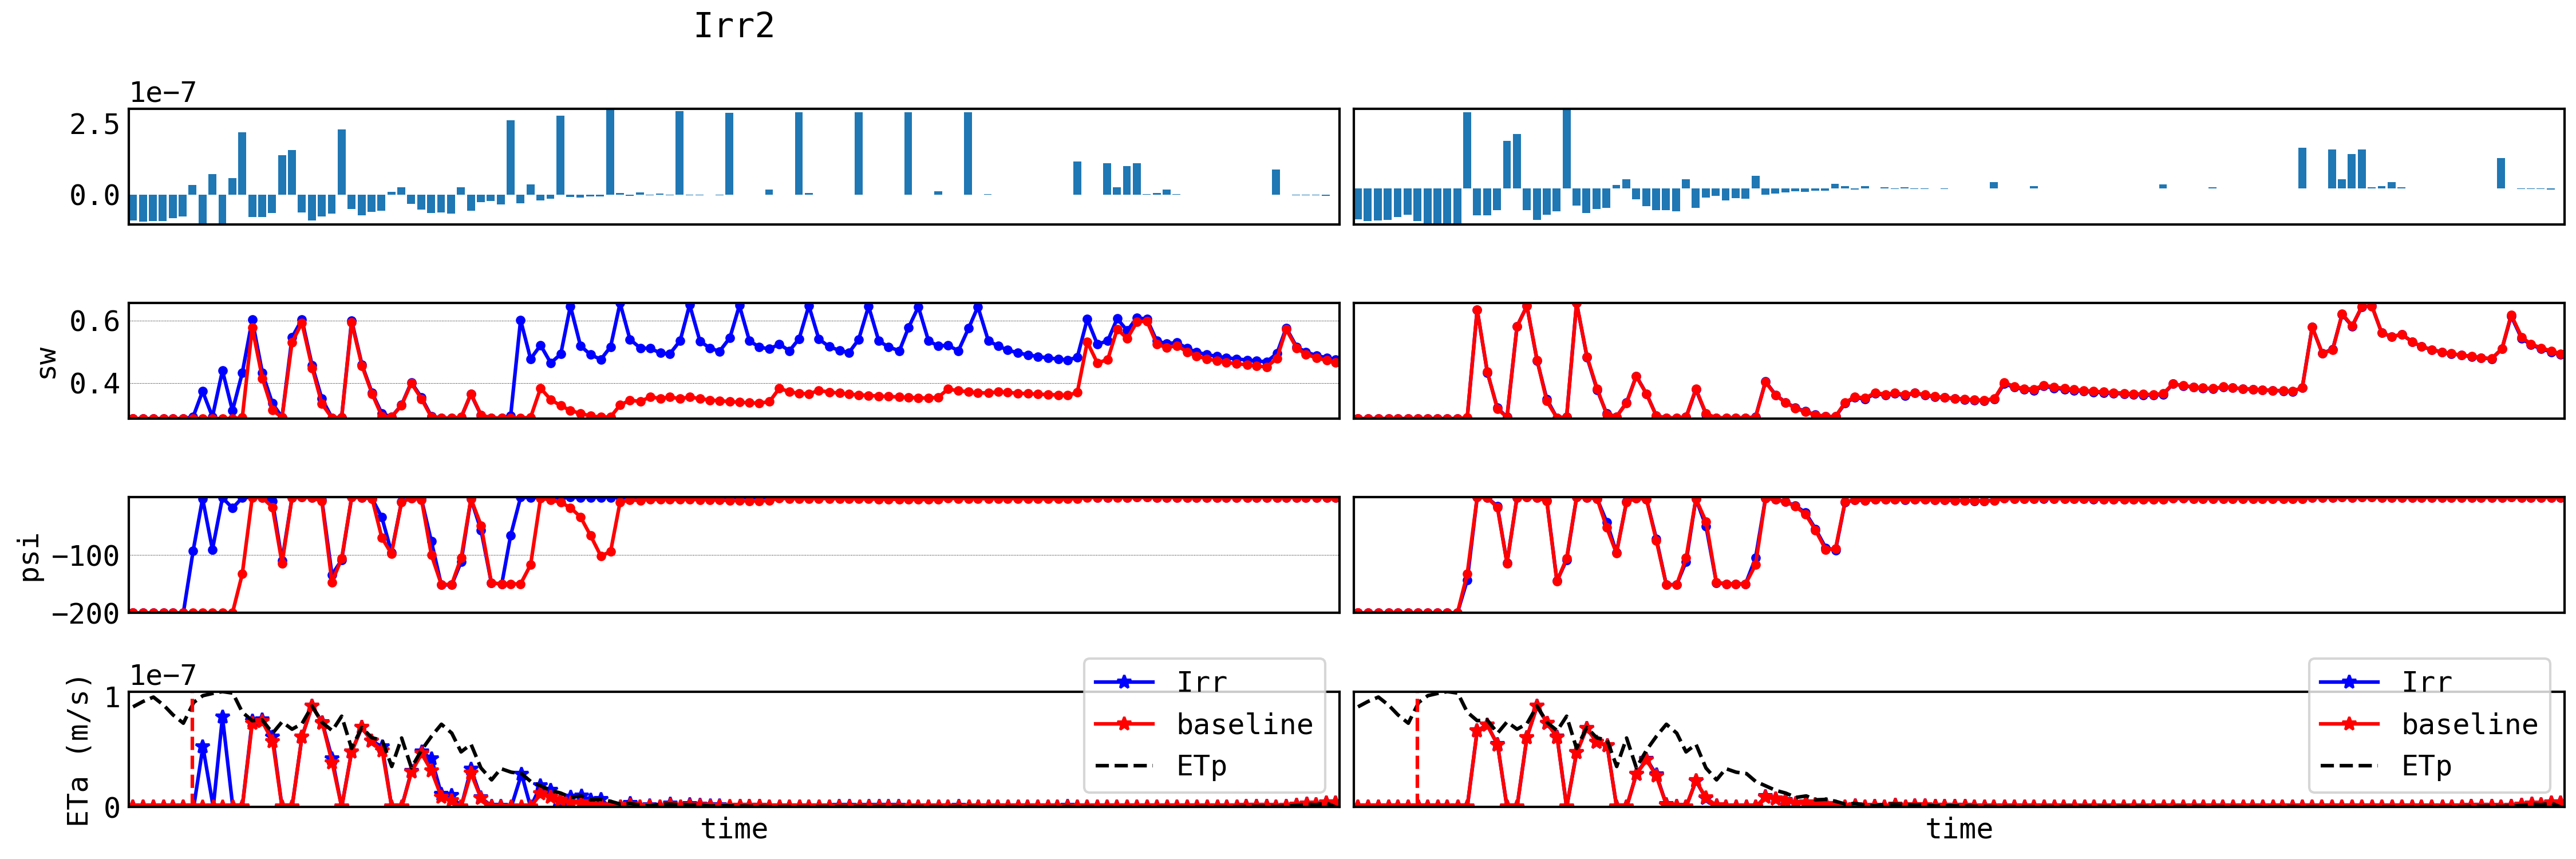 Irr2
1e−7
2.5
0.0
0.6
0.4
sw
−100
−200
psi
1e−7
1
0
ETa (m/s)
Irr
baseline
ETp
time
Irr
baseline
ETp
time